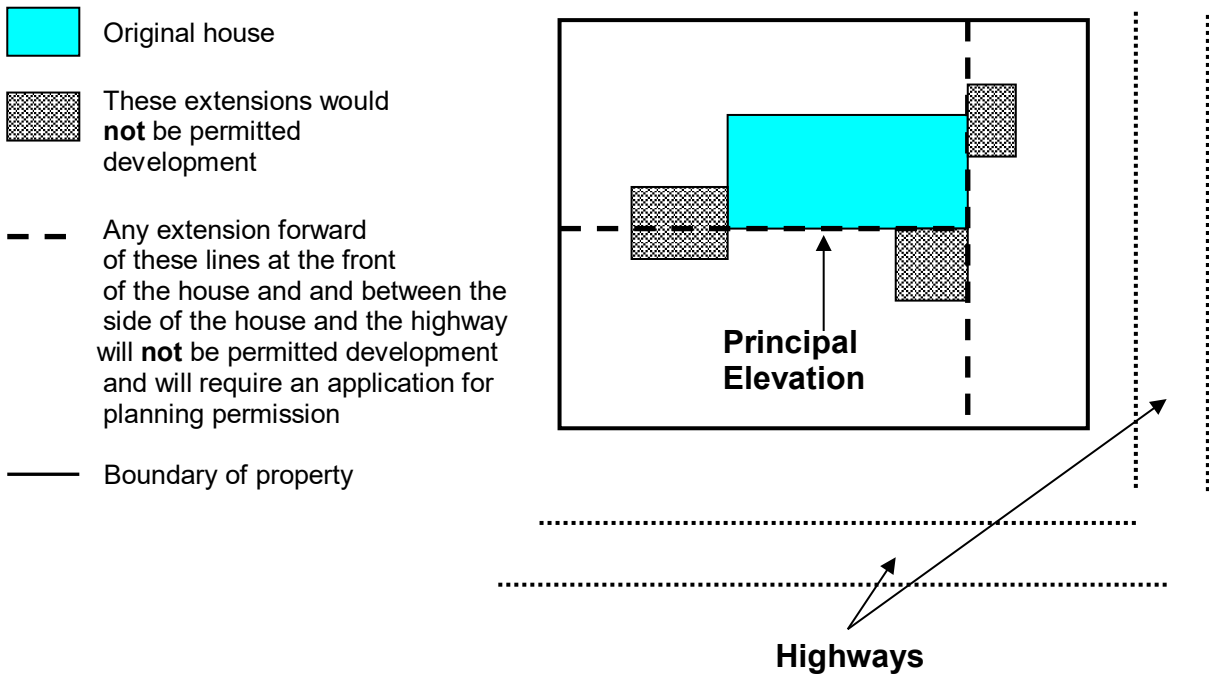 Original house
These extensions would
not be permitted
development
Any extension forward
of these lines at the front
of the house and and between the
side of the house and the highway
will not be permitted development
and will require an application for
planning permission
Boundary of property
Principal
Elevation
Highways